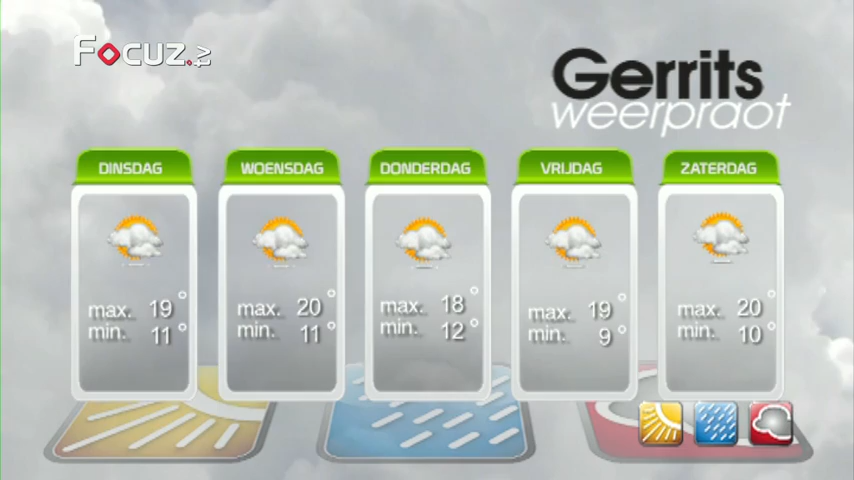 FOCUZ.tv
Gerrits
weerpraot
DINSDAG
max. 19°
min. 11°
WOENSDAG
max. 20°
min. 11°
DONDERDAG
max. 18°
min. 12°
VRIJDAG
max. 19°
min. 9°
ZATERDAG
max. 20°
min. 10°